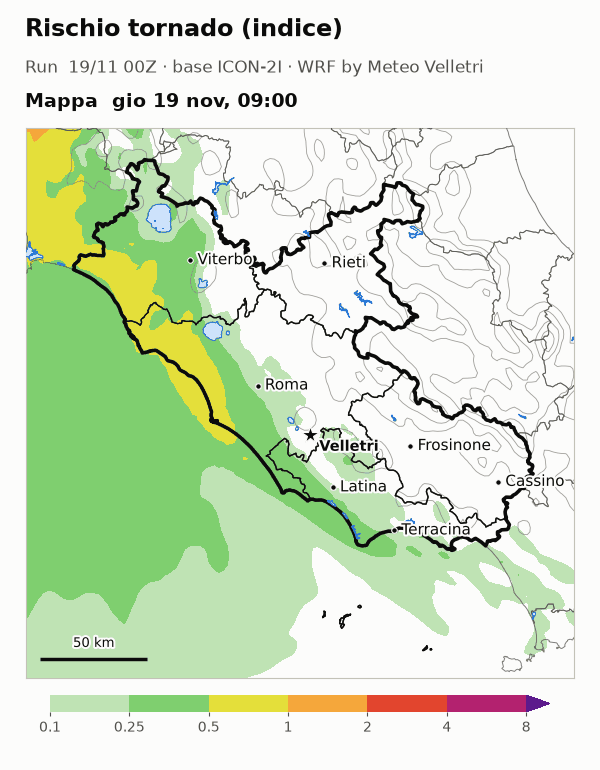 Rischio tornado (indice)
Run 19/11 00Z · base ICON-2I · WRF by Meteo Velletri
Mappa gio 19 nov, 09:00
Viterbo
Rieti
Roma
Velletri
Frosinone
Latina
Cassino
Terracina
50 km
0.1 0.25 0.5 1 2 4 8